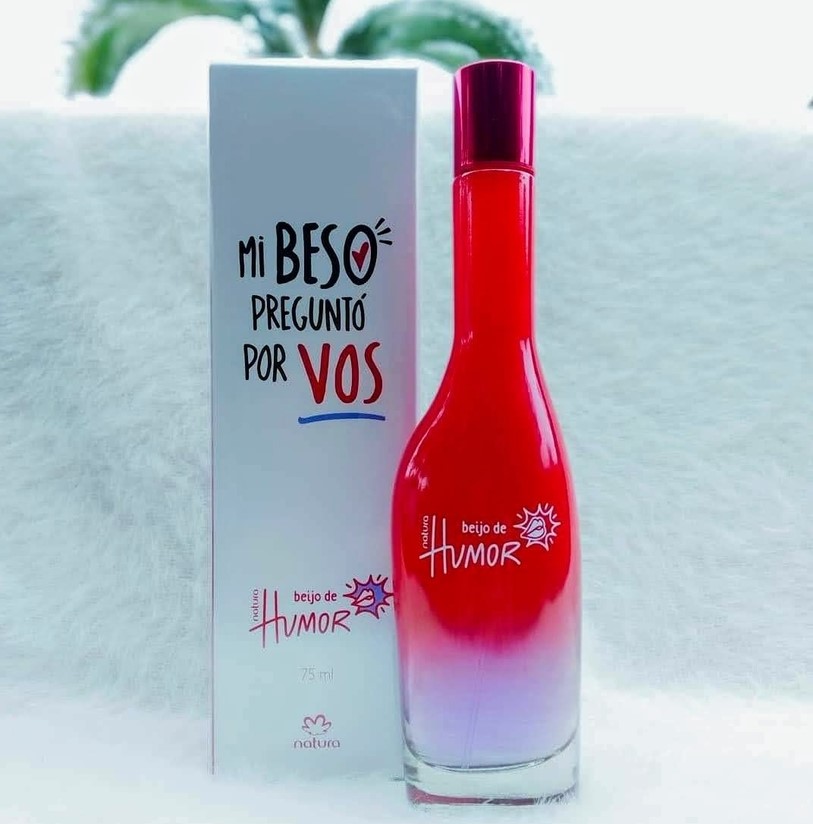 Mi BESO
PREGUNTÓ
POR VOS
natura
beijo de
HUMOR
75 ml
natura
natura
beijo de
HUMOR